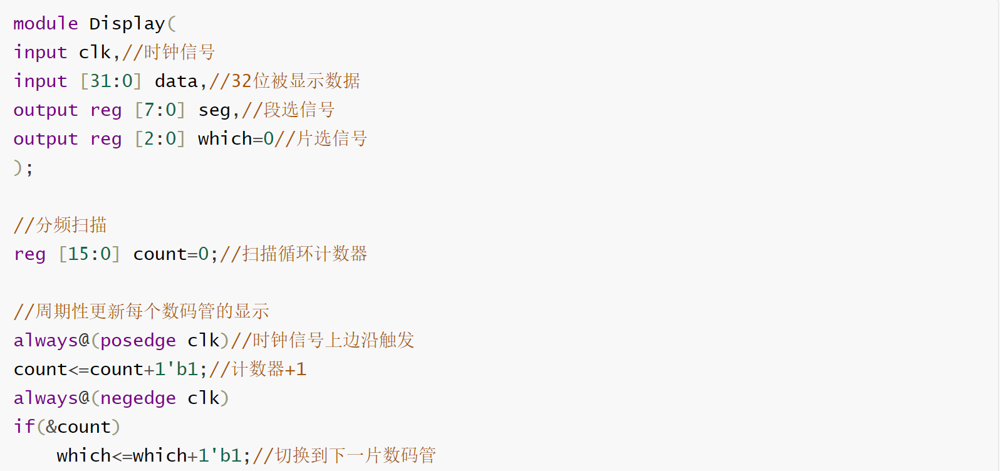 module Display(
input clk,//时钟信号
input [31:0] data,//32位被显示数据
output reg [7:0] seg,//段选信号
output reg [2:0] which=0//片选信号
);
//分频扫描
reg [15:0] count=0;//扫描循环计数器
//周期性更新每个数码管的显示
always@(posedge clk)//时钟信号上边沿触发
count<=count+1'b1;//计数器+1
always@(negedge clk)
if(&count)
    which<=which+1'b1;//切换到下一片数码管